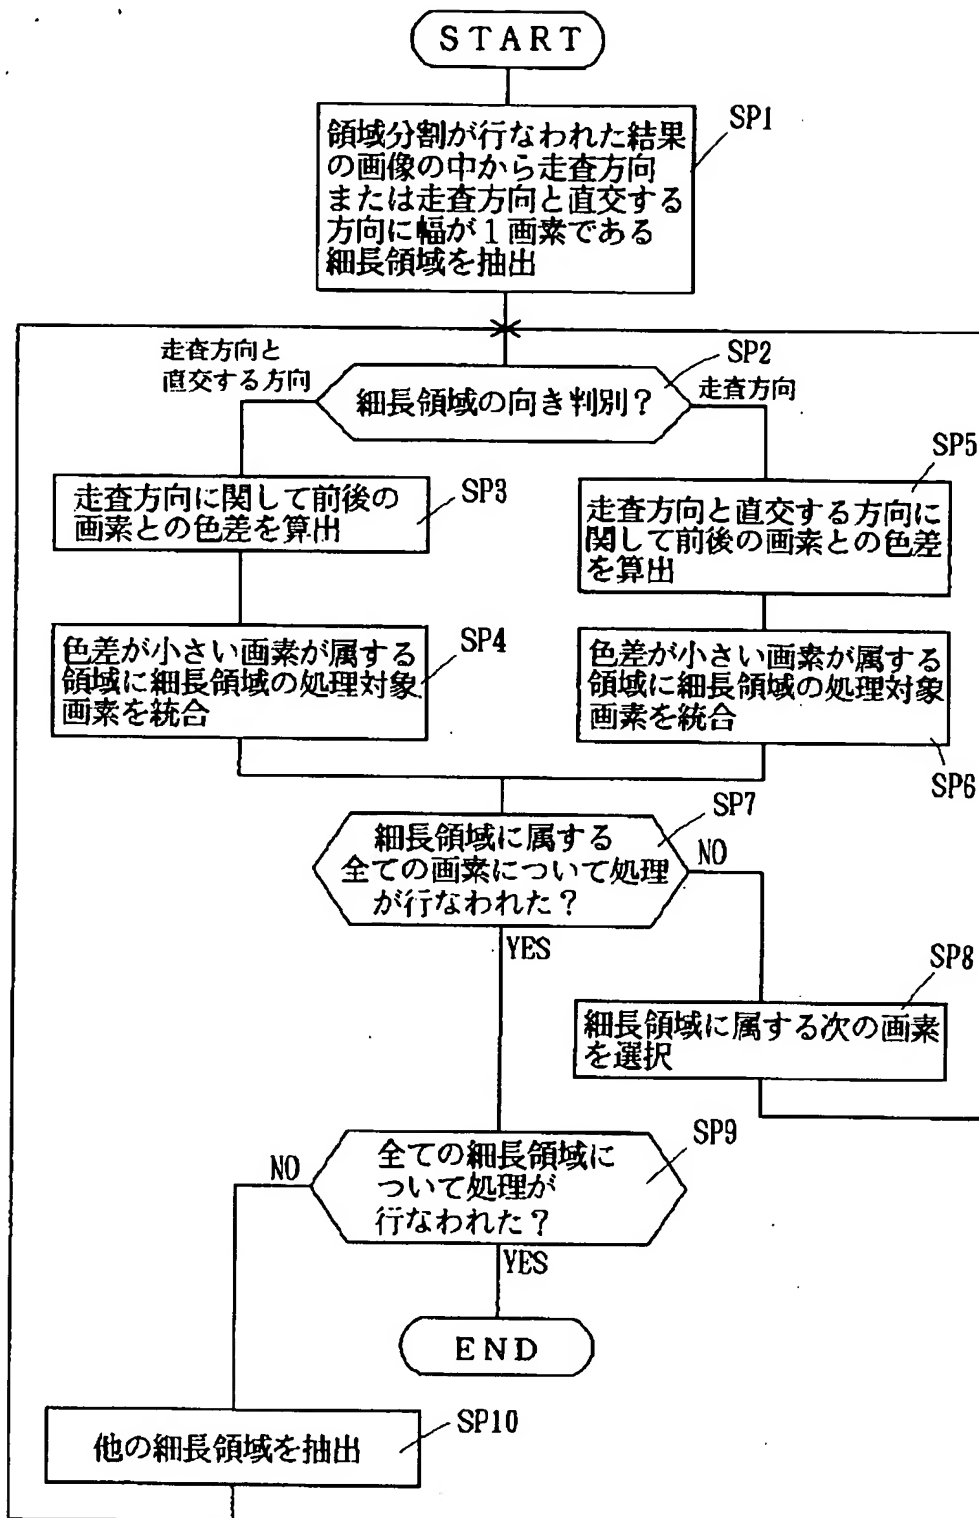 START
SP1
領域分割が行なわれた結果
の画像の中から走査方向
または走査方向と直交する
方向に幅が１画素である
細長領域を抽出
走査方向と
直交する方向
SP2
細長領域の向き判別？
走査方向
SP3
走査方向に関して前後の
画素との色差を算出
SP5
走査方向と直交する方向に
関して前後の画素との色差
を算出
SP4
色差が小さい画素が属する
領域に細長領域の処理対象
画素を統合
色差が小さい画素が属する
領域に細長領域の処理対象
画素を統合
SP6
SP7
細長領域に属する
全ての画素について処理
が行なわれた？
NO
YES
SP8
細長領域に属する次の画素
を選択
SP9
NO
全ての細長領域に
ついて処理が
行なわれた？
YES
END
SP10
他の細長領域を抽出